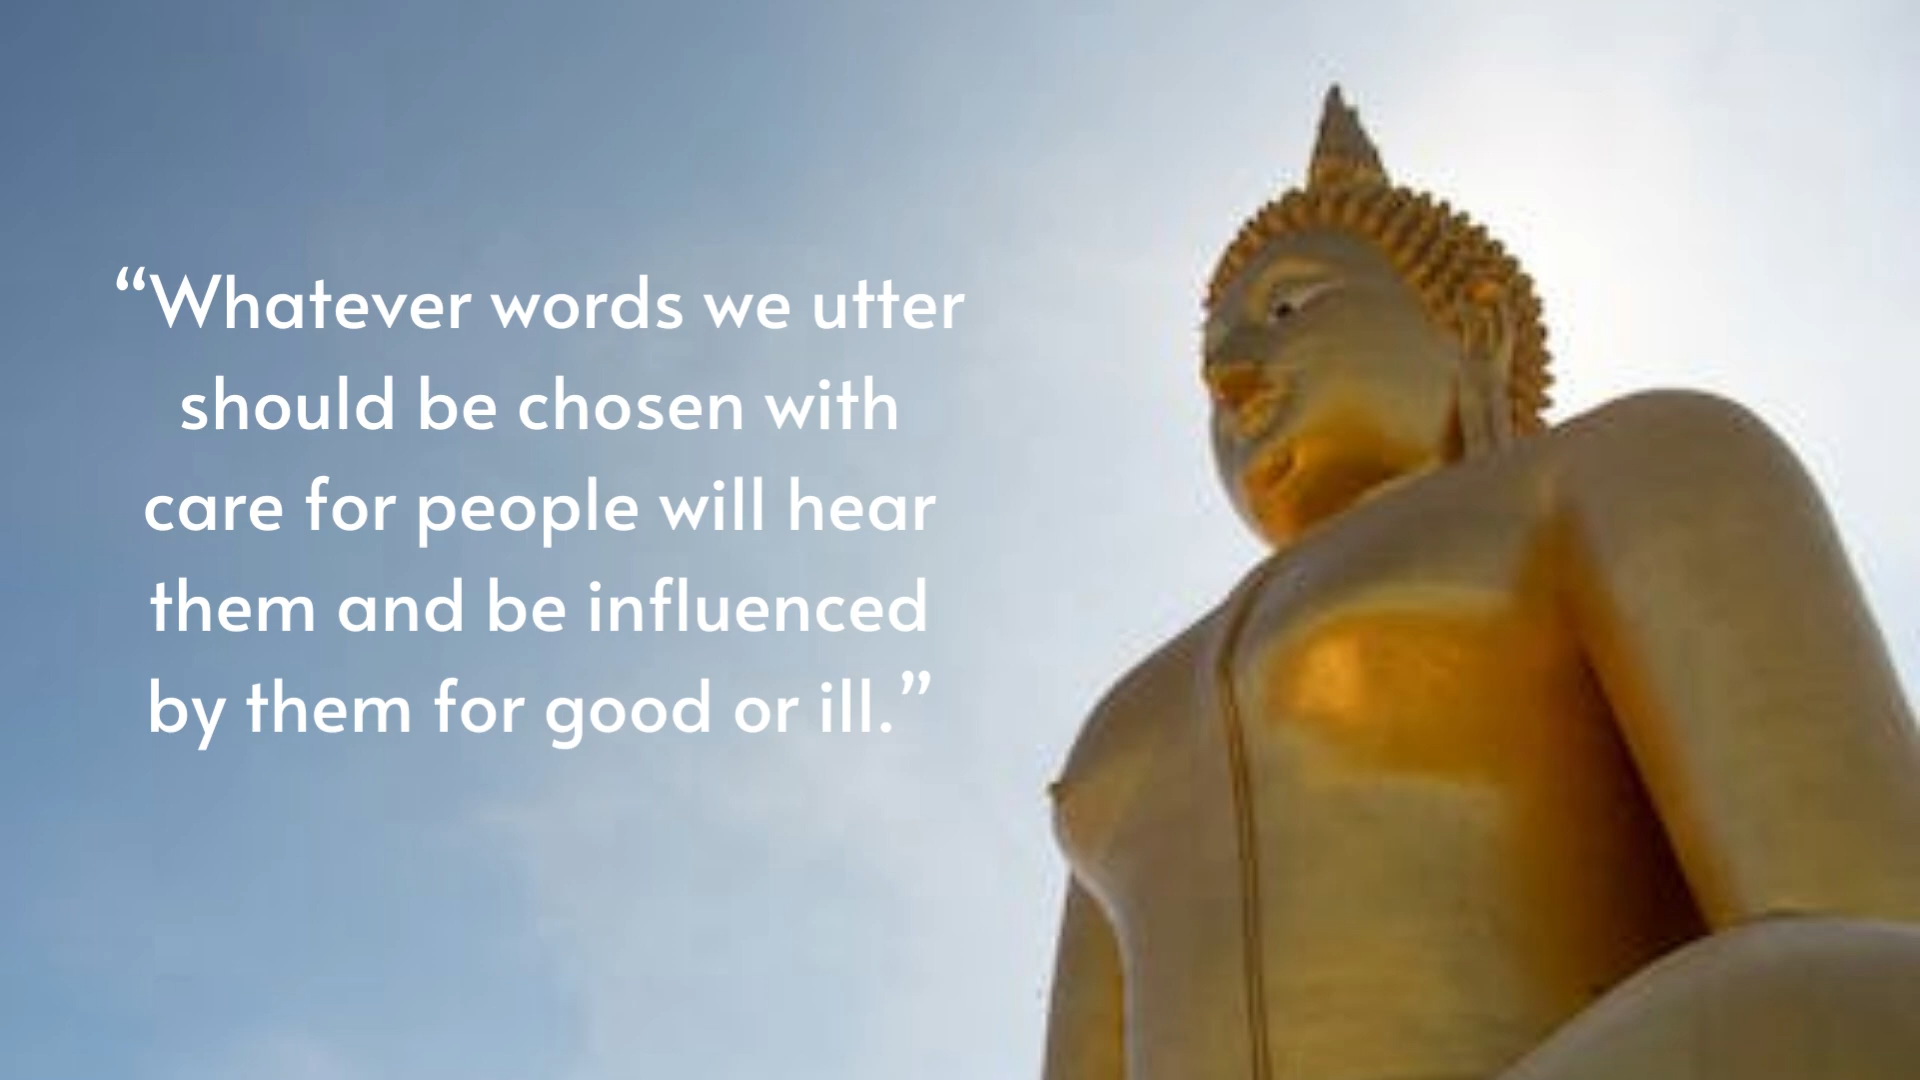 “Whatever words we utter
should be chosen with
care for people will hear
them and be influenced
by them for good or ill.”